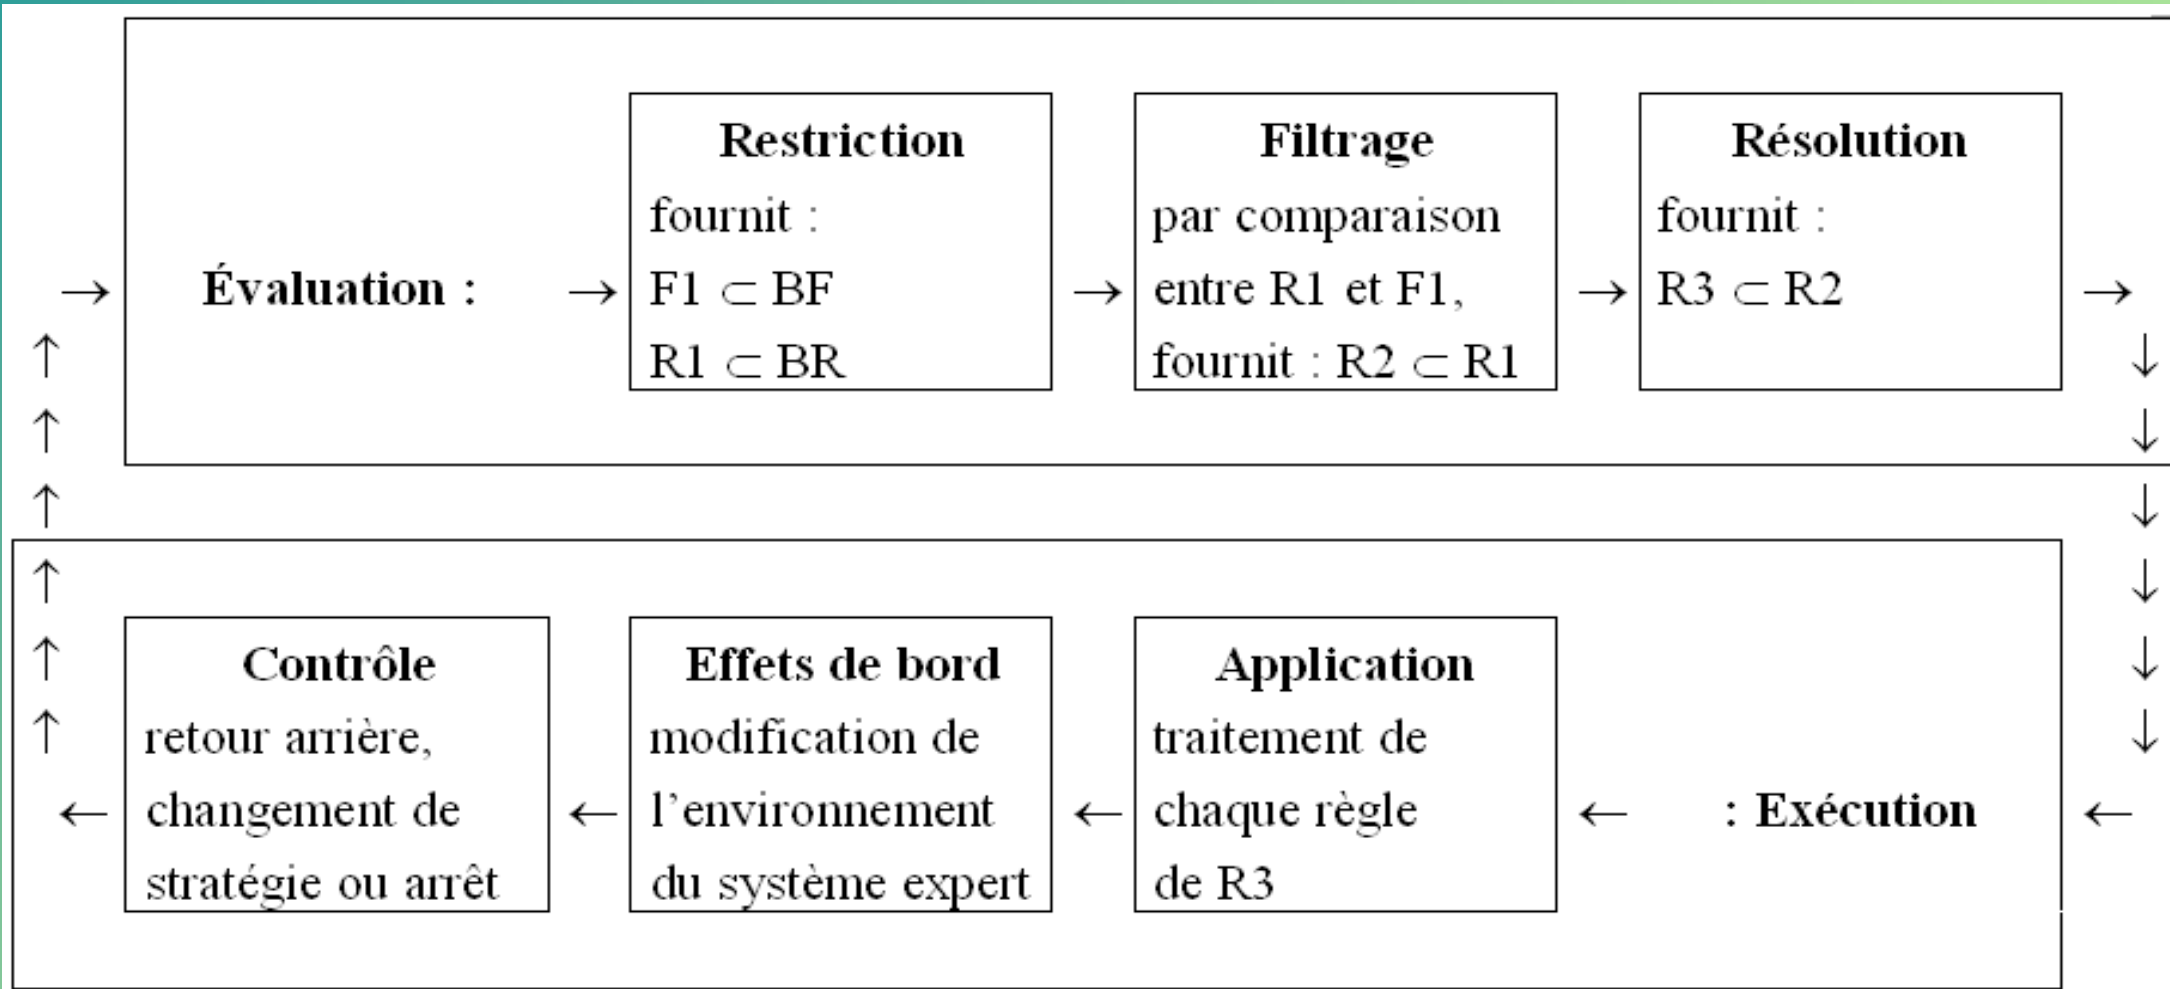 → Évaluation : →
Restriction
fournit :
F1 ⊂ BF
R1 ⊂ BR
→
Filtrage
par comparaison
entre R1 et F1,
fournit : R2 ⊂ R1
→
Résolution
fournit :
R3 ⊂ R2
→
↑ ↓
↑ ↓
↑ ↓
↑ ↓
↑ ↓
↑ ↓
←
Contrôle
retour arrière,
changement de
stratégie ou arrêt
←
Effets de bord
modification de
l’environnement
du système expert
←
Application
traitement de
chaque règle
de R3
← : Exécution ←